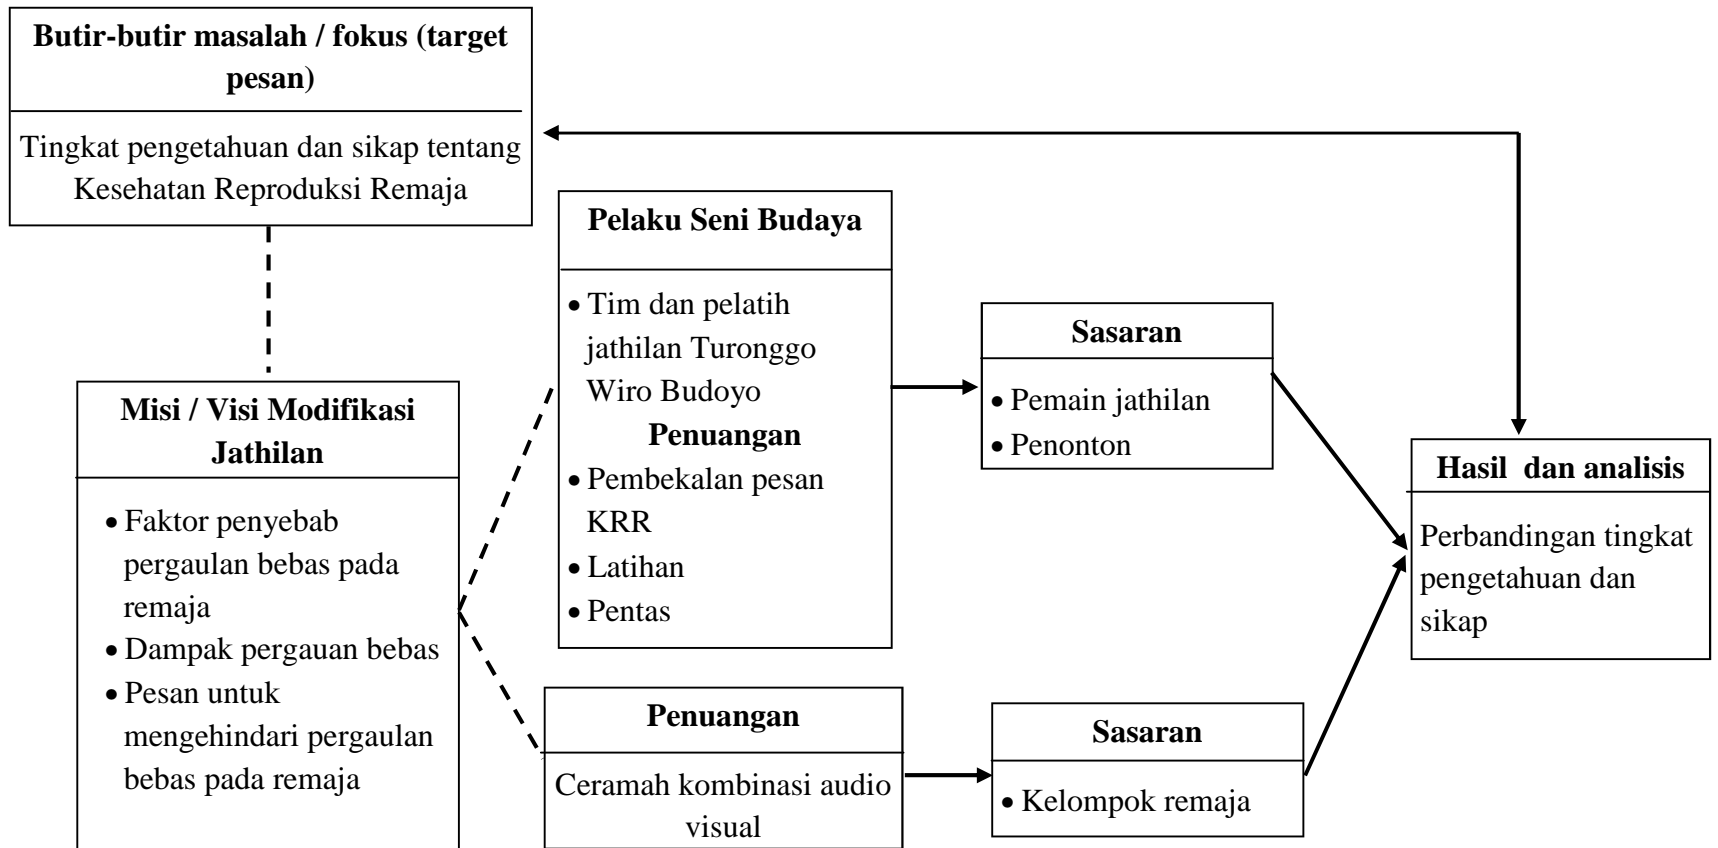 Butir-butir masalah / fokus (target
pesan)
Tingkat pengetahuan dan sikap tentang
Kesehatan Reproduksi Remaja
Misi / Visi Modifikasi
Jathilan
• Faktor penyebab
pergaulan bebas pada
remaja
• Dampak pergauan bebas
• Pesan untuk
mengehindari pergaulan
bebas pada remaja
Pelaku Seni Budaya
• Tim dan pelatih
jathilan Turonggo
Wiro Budoyo
Penuangan
• Pembekalan pesan
KRR
• Latihan
• Pentas
Penuangan
Ceramah kombinasi audio
visual
Sasaran
• Pemain jathilan
• Penonton
Sasaran
• Kelompok remaja
Hasil dan analisis
Perbandingan tingkat
pengetahuan dan
sikap